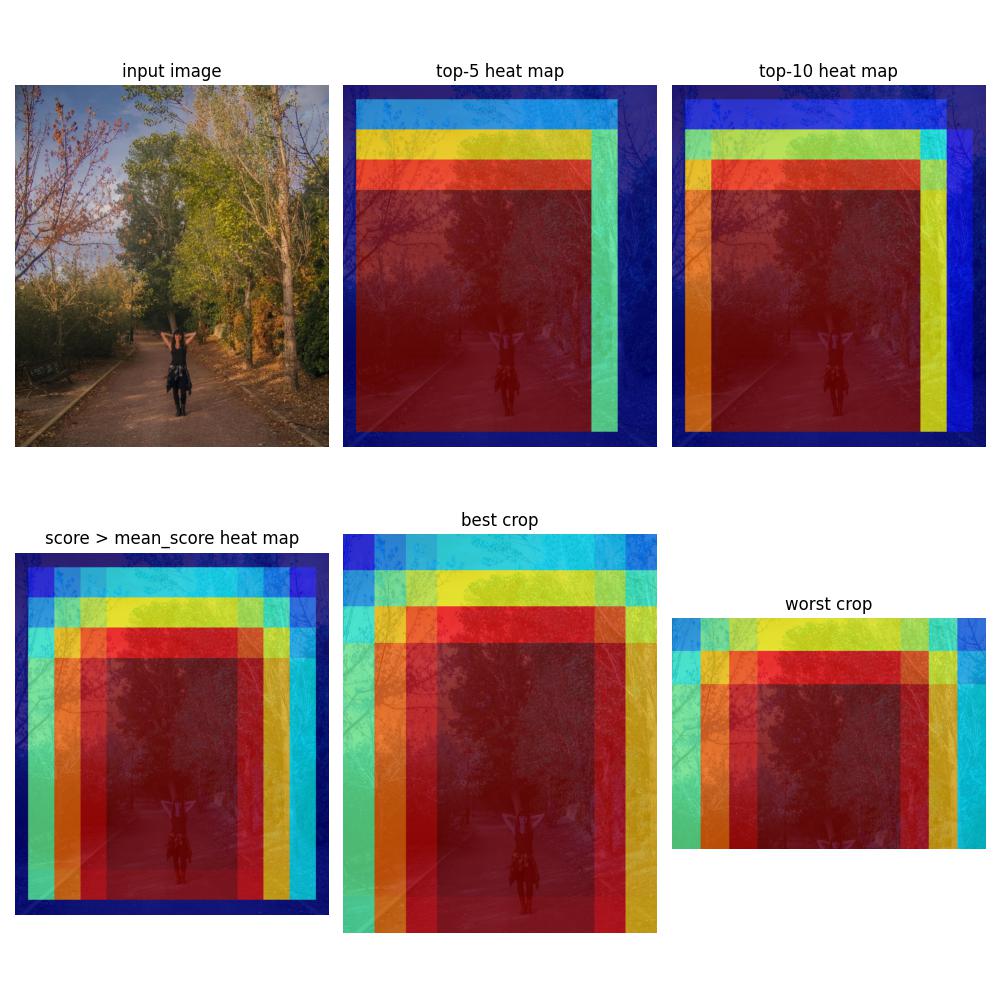 input image
top-5 heat map
top-10 heat map
score > mean_score heat map
best crop
worst crop